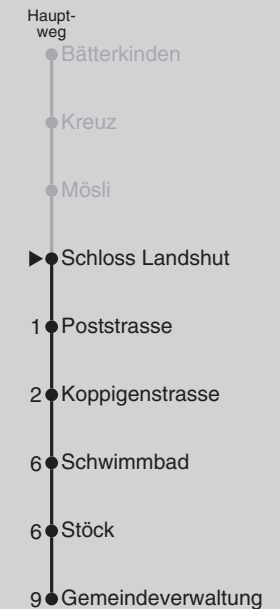 Haupt-
weg
Bätterkinden
Kreuz
Mösli
Schloss Landshut
1 Poststrasse
2 Koppigenstrasse
6 Schwimmbad
6 Stöck
9 Gemeindeverwaltung